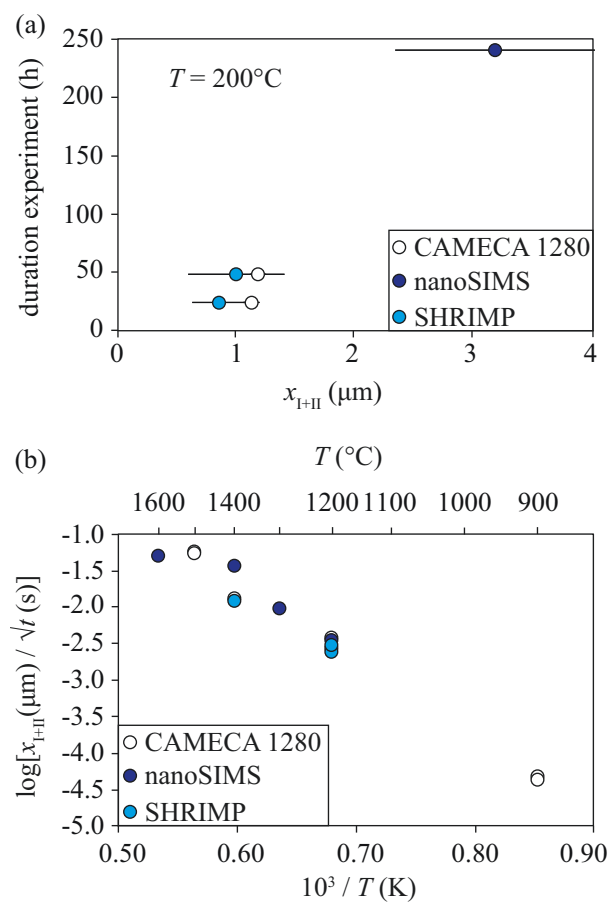 (a)
250
200
150
100
50
0
duration experiment (h)
T = 200°C
CAMECA 1280
nanoSIMS
SHRIMP
0 1 2 3 4
x_I+II (μm)
(b)
T (°C)
1600 1400 1200 1100 1000 900
-1.0
-1.5
-2.0
-2.5
-3.0
-3.5
-4.0
-4.5
-5.0
log[x_I+II(μm) / √t (s)]
CAMECA 1280
nanoSIMS
SHRIMP
0.50 0.60 0.70 0.80 0.90
10³ / T (K)